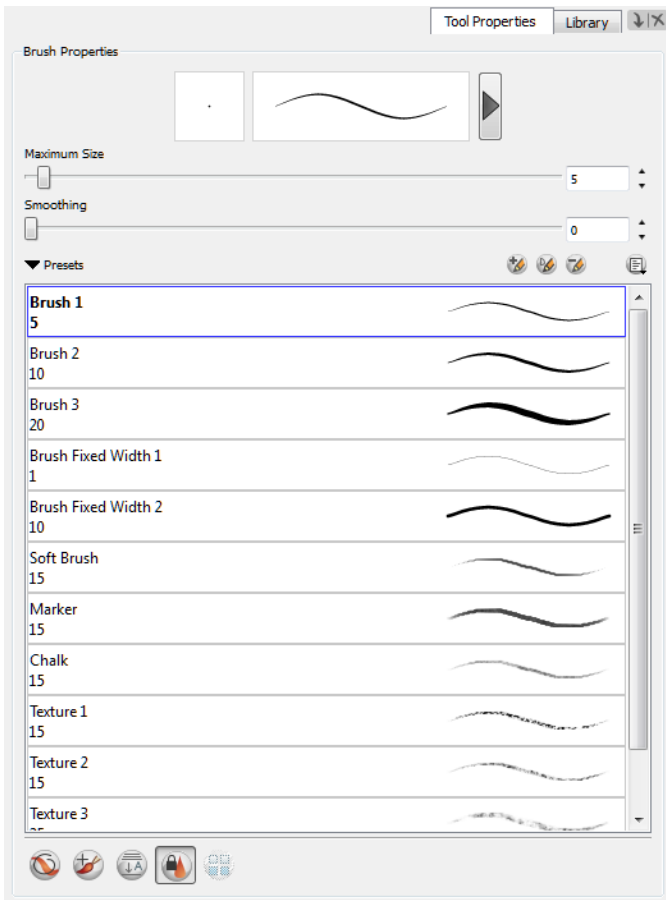 Tool Properties
Library
Brush Properties
Maximum Size
5
Smoothing
0
Presets
Brush 1
5
Brush 2
10
Brush 3
20
Brush Fixed Width 1
1
Brush Fixed Width 2
10
Soft Brush
15
Marker
15
Chalk
15
Texture 1
15
Texture 2
15
Texture 3